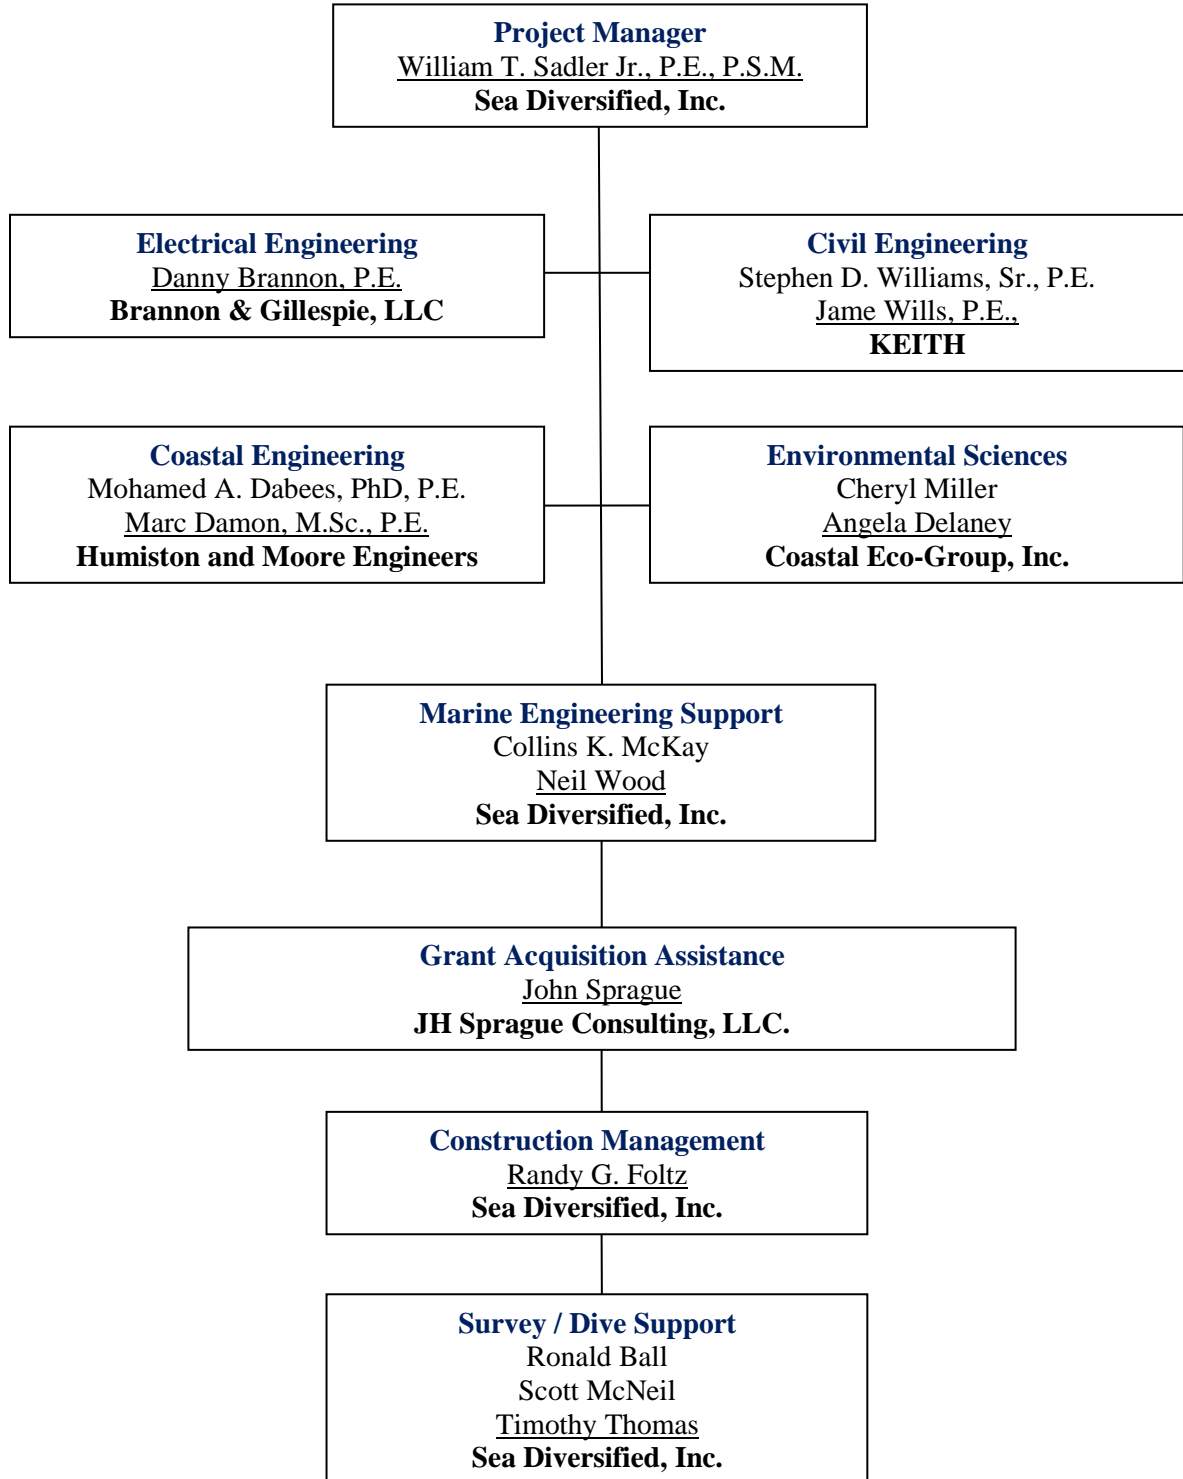 Project Manager
William T. Sadler Jr., P.E., P.S.M.
Sea Diversified, Inc.
Electrical Engineering
Danny Brannon, P.E.
Brannon & Gillespie, LLC
Civil Engineering
Stephen D. Williams, Sr., P.E.
Jame Wills, P.E.,
KEITH
Coastal Engineering
Mohamed A. Dabees, PhD, P.E.
Marc Damon, M.Sc., P.E.
Humiston and Moore Engineers
Environmental Sciences
Cheryl Miller
Angela Delaney
Coastal Eco-Group, Inc.
Marine Engineering Support
Collins K. McKay
Neil Wood
Sea Diversified, Inc.
Grant Acquisition Assistance
John Sprague
JH Sprague Consulting, LLC.
Construction Management
Randy G. Foltz
Sea Diversified, Inc.
Survey / Dive Support
Ronald Ball
Scott McNeil
Timothy Thomas
Sea Diversified, Inc.